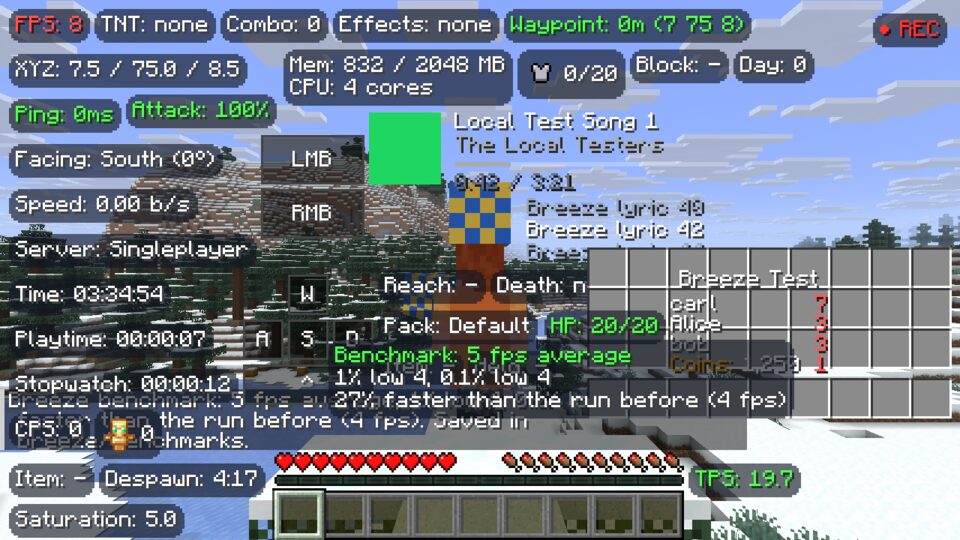 FPS: 8
TNT: none
Combo: 0
Effects: none
Waypoint: 0m (7 75 8)
REC
XYZ: 7.5 / 75.0 / 8.5
Mem: 832 / 2048 MB
CPU: 4 cores
0/20
Block: -
Day: 0
Ping: 0ms
Attack: 100%
Local Test Song 1
The Local Testers
0:42 / 3:21
Facing: South (0°)
LMB
RMB
Speed: 0.00 b/s
Breeze lyric 42
Server: Singleplayer
Reach: -
Death: n
Breeze Test
carl 7
Alice 3
bob 3
Coins: 1,250 1
Time: 03:34:54
W
A
S
D
Pack: Default
HP: 20/20
Playtime: 00:00:07
Benchmark: 5 fps average
1% low 4, 0.1% low 4
27% faster than the run before (4 fps)
Stopwatch: 00:00:12
Breeze benchmark: 5 fps
the run before (4 fps). Saved in
CPS: 0
0
Item: -
Despawn: 4:17
TPS: 19.7
Saturation: 5.0